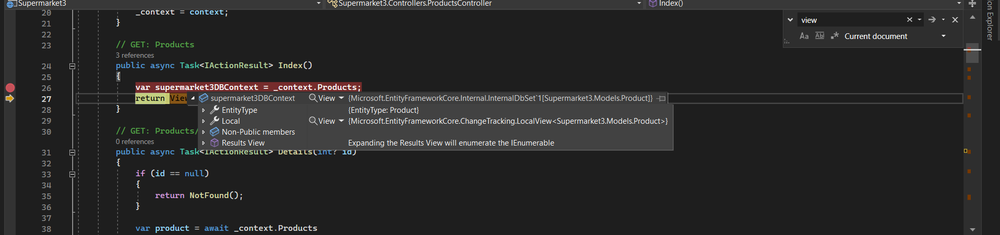 Supermarket3 Supermarket3.Controllers.ProductsController Index()
20 _context = context;
21 }
22
23 // GET: Products
3 references
24 public async Task<IActionResult> Index()
25 {
26 var supermarket3DBContext = _context.Products;
27 return View
supermarket3DBContext View {Microsoft.EntityFrameworkCore.Internal.InternalDbSet`1[Supermarket3.Models.Product]}
EntityType {EntityType: Product}
Local View {Microsoft.EntityFrameworkCore.ChangeTracking.LocalView<Supermarket3.Models.Product>}
Non-Public members
Results View Expanding the Results View will enumerate the IEnumerable
28 }
29
30 // GET: Products/
0 references
31 public async Task<IActionResult> Details(int? id)
32 {
33 if (id == null)
34 {
35 return NotFound();
36 }
37
38 var product = await _context.Products
view
Aa Abl .* Current document
ion Explorer